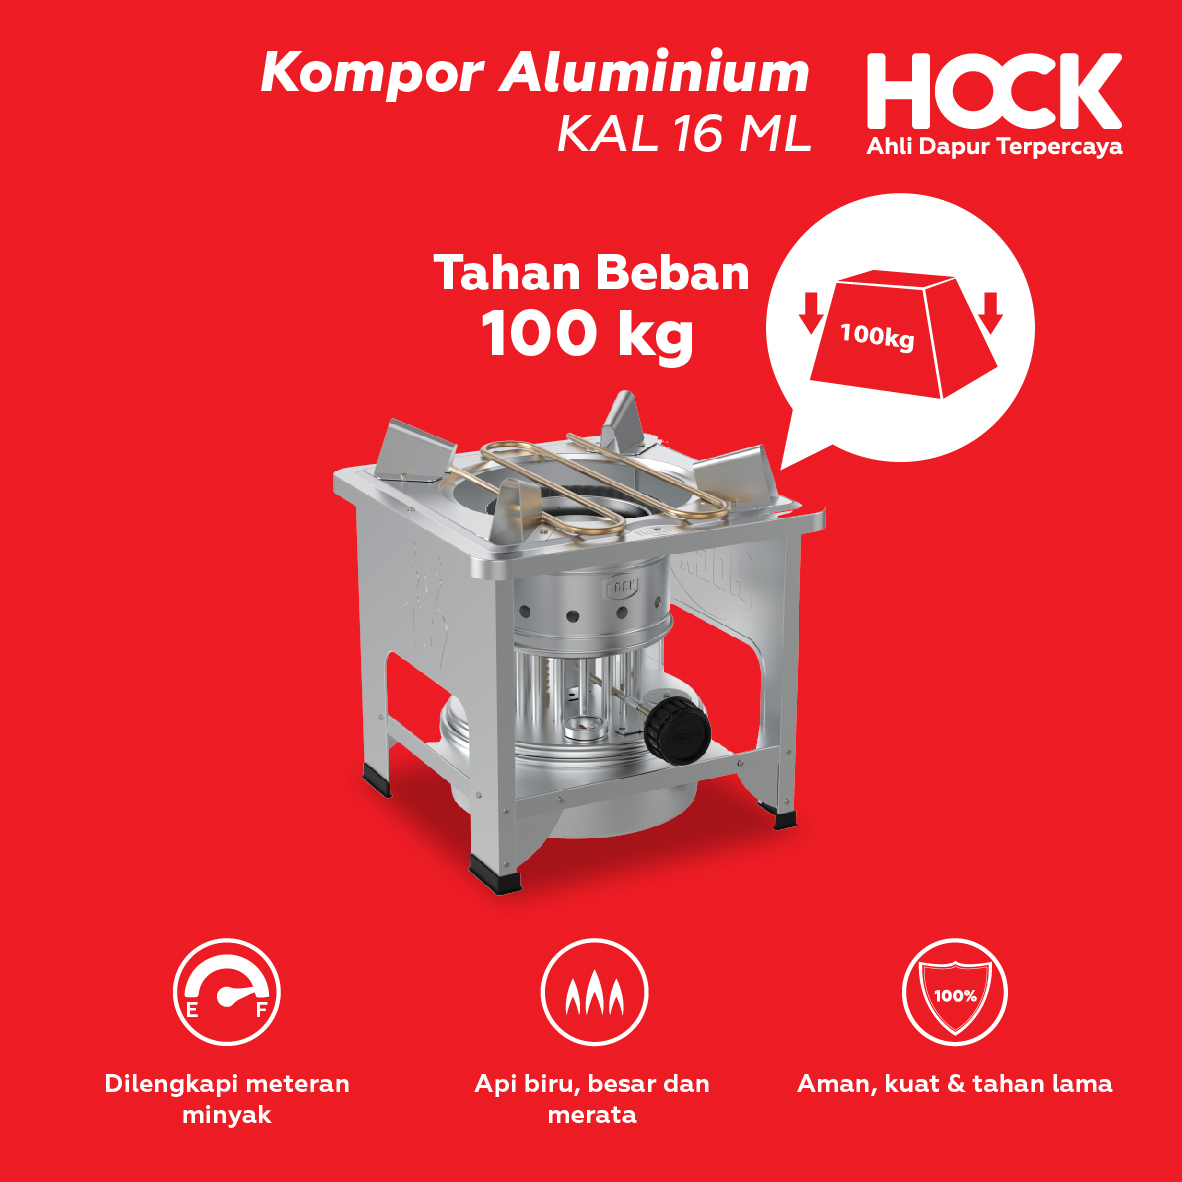 Kompor Aluminium
KAL 16 ML
HOCK
Ahli Dapur Terpercaya
Tahan Beban
100 kg
100kg
HOCK
E F
100%
Dilengkapi meteran
minyak
Api biru, besar dan
merata
Aman, kuat & tahan lama